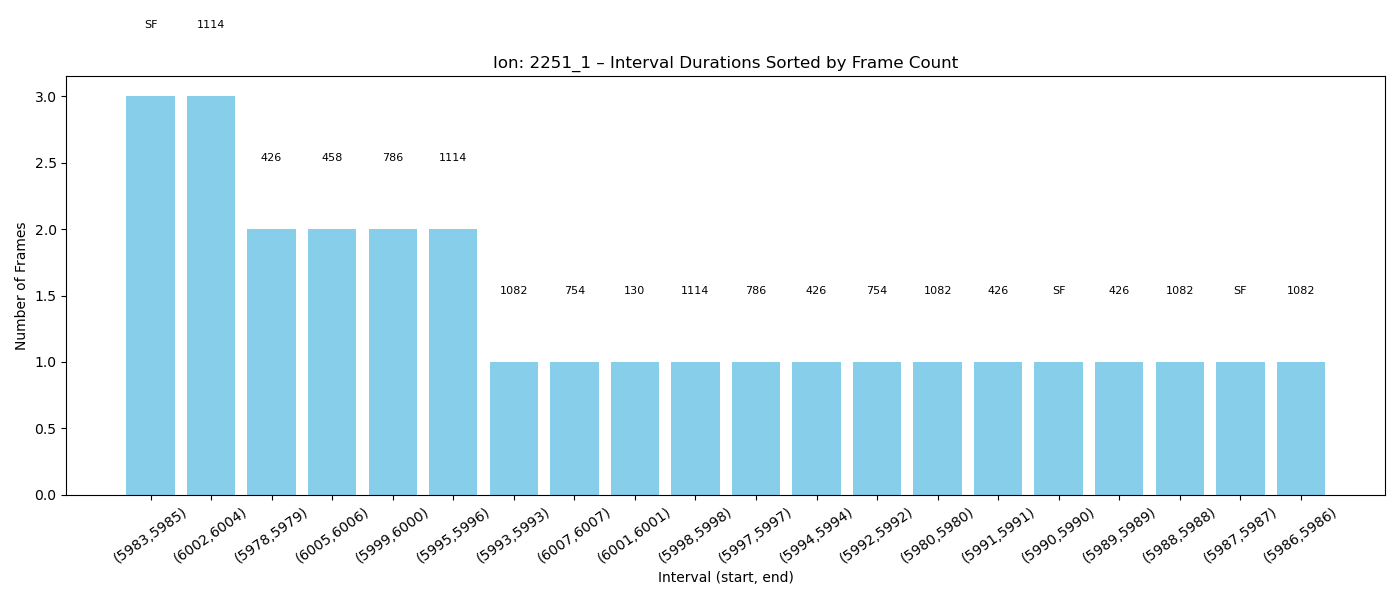 SF 1114
Ion: 2251_1 – Interval Durations Sorted by Frame Count
3.0
2.5
2.0
1.5
1.0
0.5
0.0
Number of Frames
426 458 786 1114
1082 754 130 1114 786 426 754 1082 426 SF 426 1082 SF 1082
(5983,5985) (6002,6004) (5978,5979) (6005,6006) (5999,6000) (5995,5996) (5993,5993) (6007,6007) (6001,6001) (5998,5998) (5997,5997) (5994,5994) (5992,5992) (5980,5980) (5991,5991) (5990,5990) (5989,5989) (5988,5988) (5987,5987) (5986,5986)
Interval (start, end)